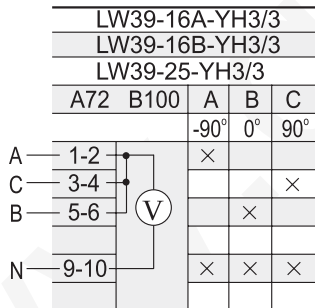 LW39-16A-YH3/3
LW39-16B-YH3/3
LW39-25-YH3/3
A72 B100 A B C
-90° 0° 90°
A 1-2 ×
C 3-4 ×
B 5-6 V ×
N 9-10 × × ×